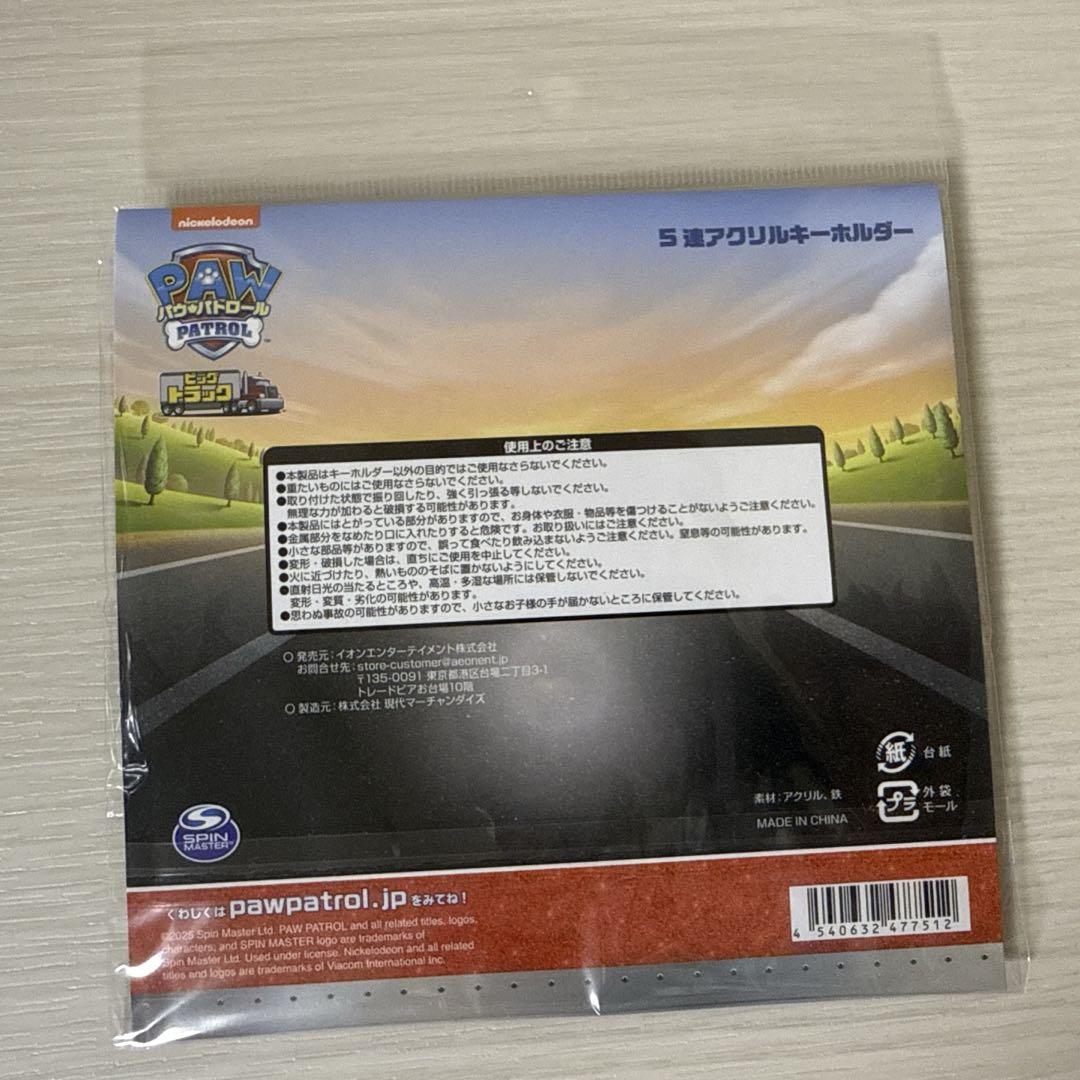 nickelodeon
PAW
パウ・パトロール
PATROL
ビッグ
トラック
5連アクリルキーホルダー
使用上のご注意
●本製品はキーホルダー以外の目的ではご使用なさらないでください。
●重たいものにはご使用なさらないでください。
●取り付けた状態で振り回したり、強く引っ張る等しないでください。
無理な力が加わると破損する可能性があります。
●本製品にはとがっている部分がありますので、お身体や衣服・物品等を傷つけることがないようご注意ください。
●金属部分をなめたり口に入れたりすると危険です。お取り扱いにはご注意ください。
●小さな部品等がありますので、誤って食べたり飲み込まないようご注意ください。窒息等の可能性があります。
●変形・破損した場合は、直ちにご使用を中止してください。
●火に近づけたり、熱いもののそばに置かないようにしてください。
●直射日光の当たるところや、高温・多湿な場所には保管しないでください。
変形・変質・劣化の可能性があります。
●思わぬ事故の可能性がありますので、小さなお子様の手が届かないところに保管してください。
○ 発売元：イオンエンターテイメント株式会社
お問合せ先：store-customer@aeonent.jp
〒135-0091 東京都港区台場二丁目3-1
トレードピアお台場10階
○ 製造元：株式会社 現代マーチャンダイズ
紙 台紙
プラ 外袋
モール
素材：アクリル、鉄
MADE IN CHINA
SPIN
MASTER
くわしくは pawpatrol.jp をみてね！
©2025 Spin Master Ltd. PAW PATROL and all related titles, logos,
characters, and SPIN MASTER logo are trademarks of
Spin Master Ltd. Used under license. Nickelodeon and all related
titles and logos are trademarks of Viacom International Inc.
4 540632 477512